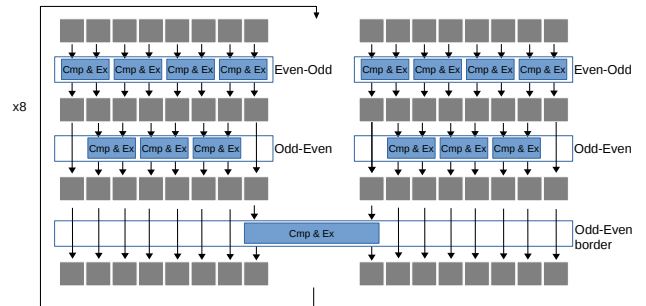 Cmp & Ex Cmp & Ex Cmp & Ex Cmp & Ex Even-Odd Cmp & Ex Cmp & Ex Cmp & Ex Cmp & Ex Even-Odd
x8
Cmp & Ex Cmp & Ex Cmp & Ex Odd-Even Cmp & Ex Cmp & Ex Cmp & Ex Odd-Even
Cmp & Ex Odd-Even
border